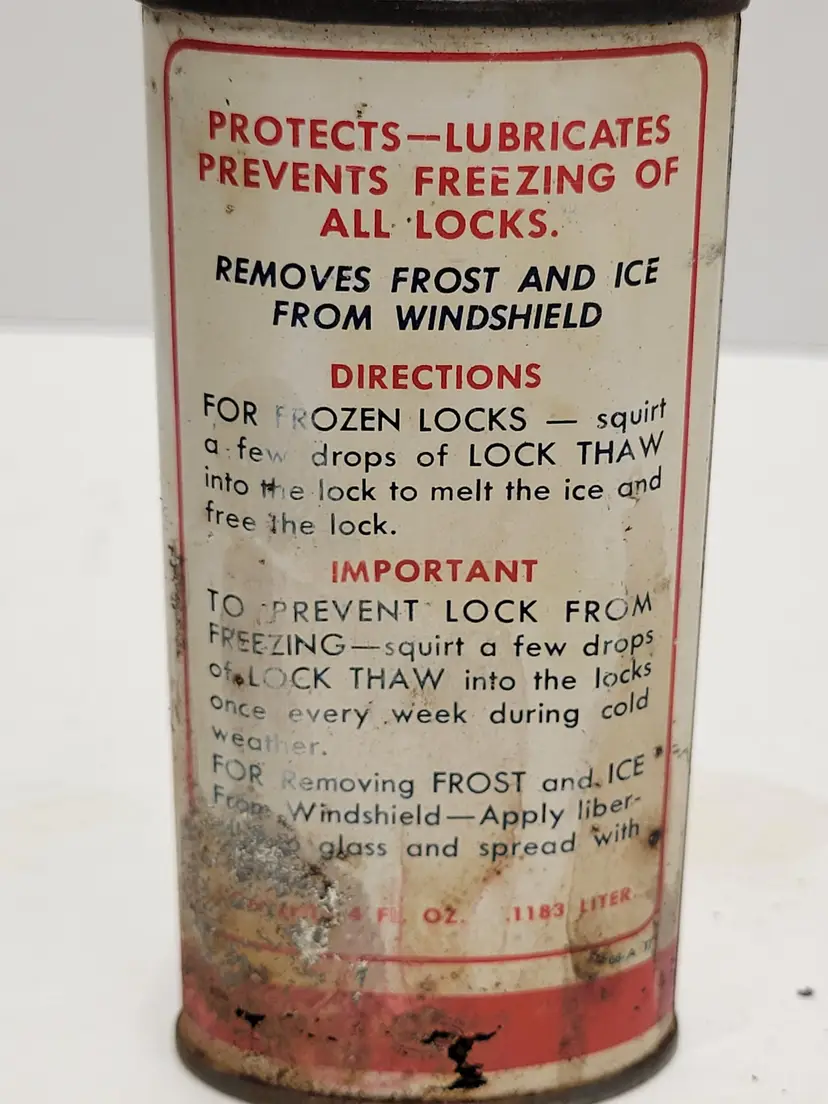 PROTECTS—LUBRICATES
PREVENTS FREEZING OF
ALL LOCKS.
REMOVES FROST AND ICE
FROM WINDSHIELD
DIRECTIONS
FOR FROZEN LOCKS — squirt
a few drops of LOCK THAW
into the lock to melt the ice and
free the lock.
IMPORTANT
TO PREVENT LOCK FROM
FREEZING—squirt a few drops
of LOCK THAW into the locks
once every week during cold
weather.
FOR Removing FROST and ICE
From Windshield—Apply liber-
glass and spread with
4 FL. OZ. .1183 LITER